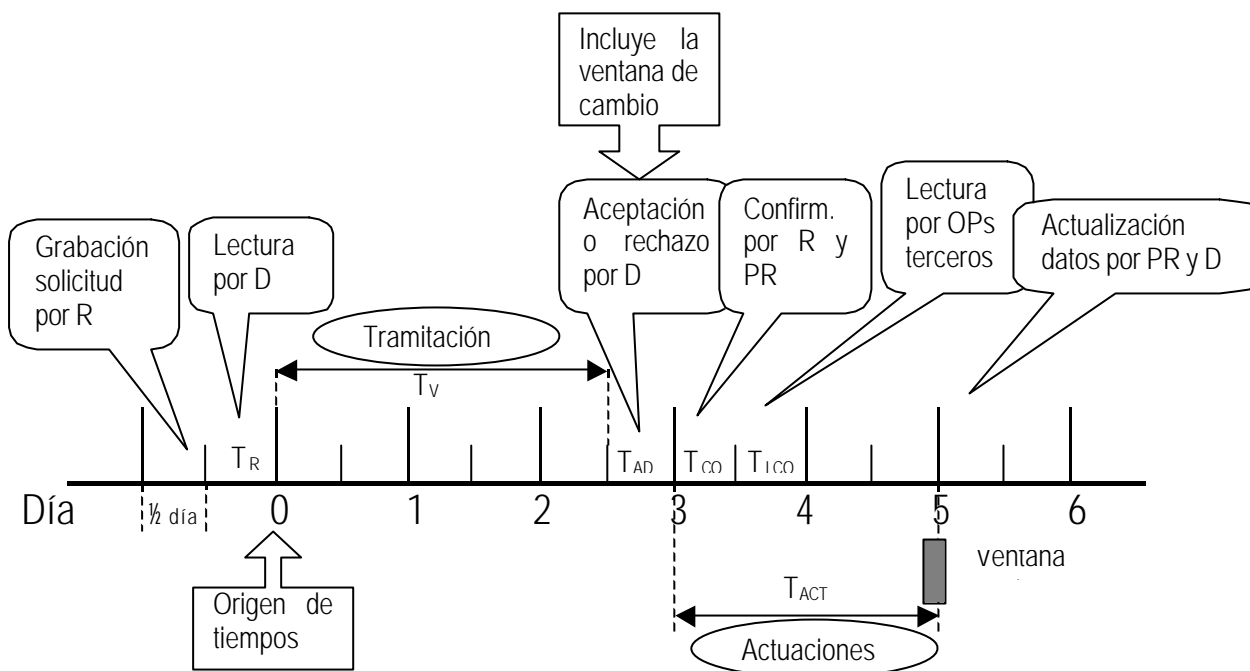 Incluye la
ventana de
cambio
Grabación
solicitud
por R
Lectura
por D
Aceptación
o rechazo
por D
Confirm.
por R y
PR
Lectura
por OPs
terceros
Actualización
datos por PR y D
Tramitación
TV
TR
TAD
TCO
TLCO
Día
½ día
0 1 2 3 4 5 6
Origen de
tiempos
TACT
Actuaciones
ventana